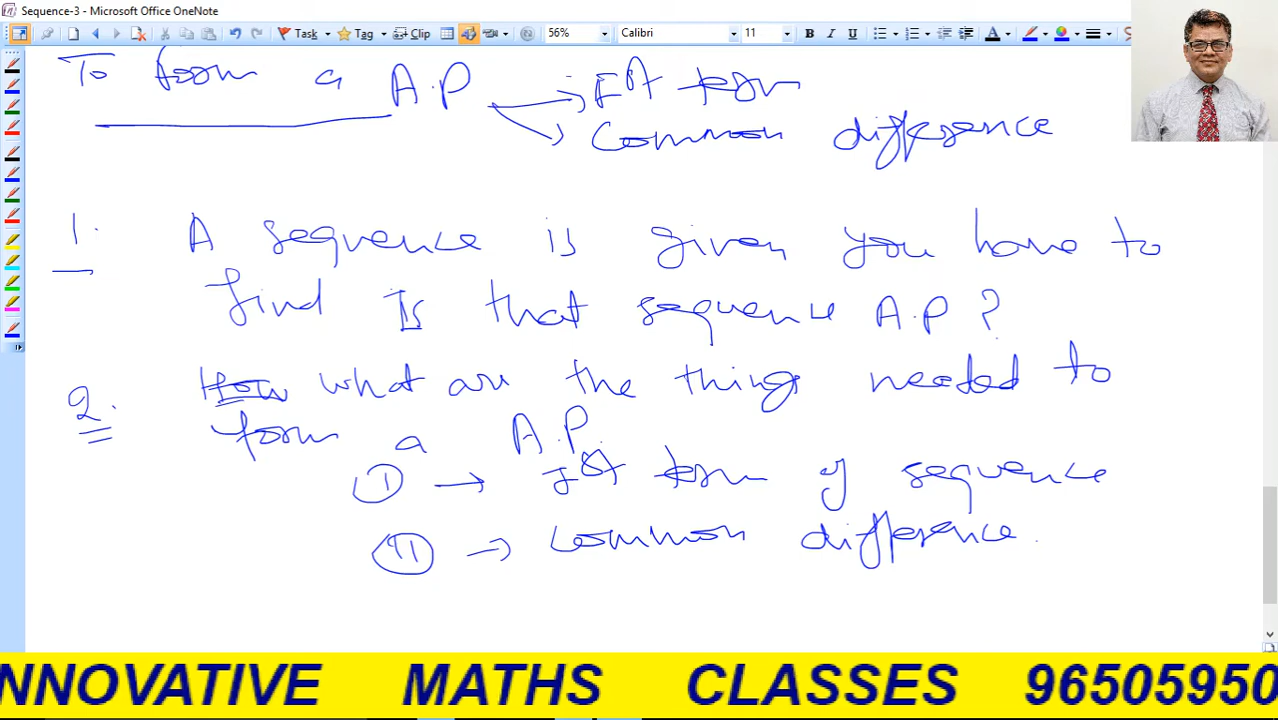 Sequence-3 - Microsoft Office OneNote
Task Tag Clip 56% Calibri 11 B I U A
To form a A.P → Ist term
→ Common difference
1. A sequence is given you have to
find Is that sequence A.P?
2. How what are the things needed to
form a A.P
I → Ist term of sequence
II → Common difference.
NNOVATIVE MATHS CLASSES 96505950